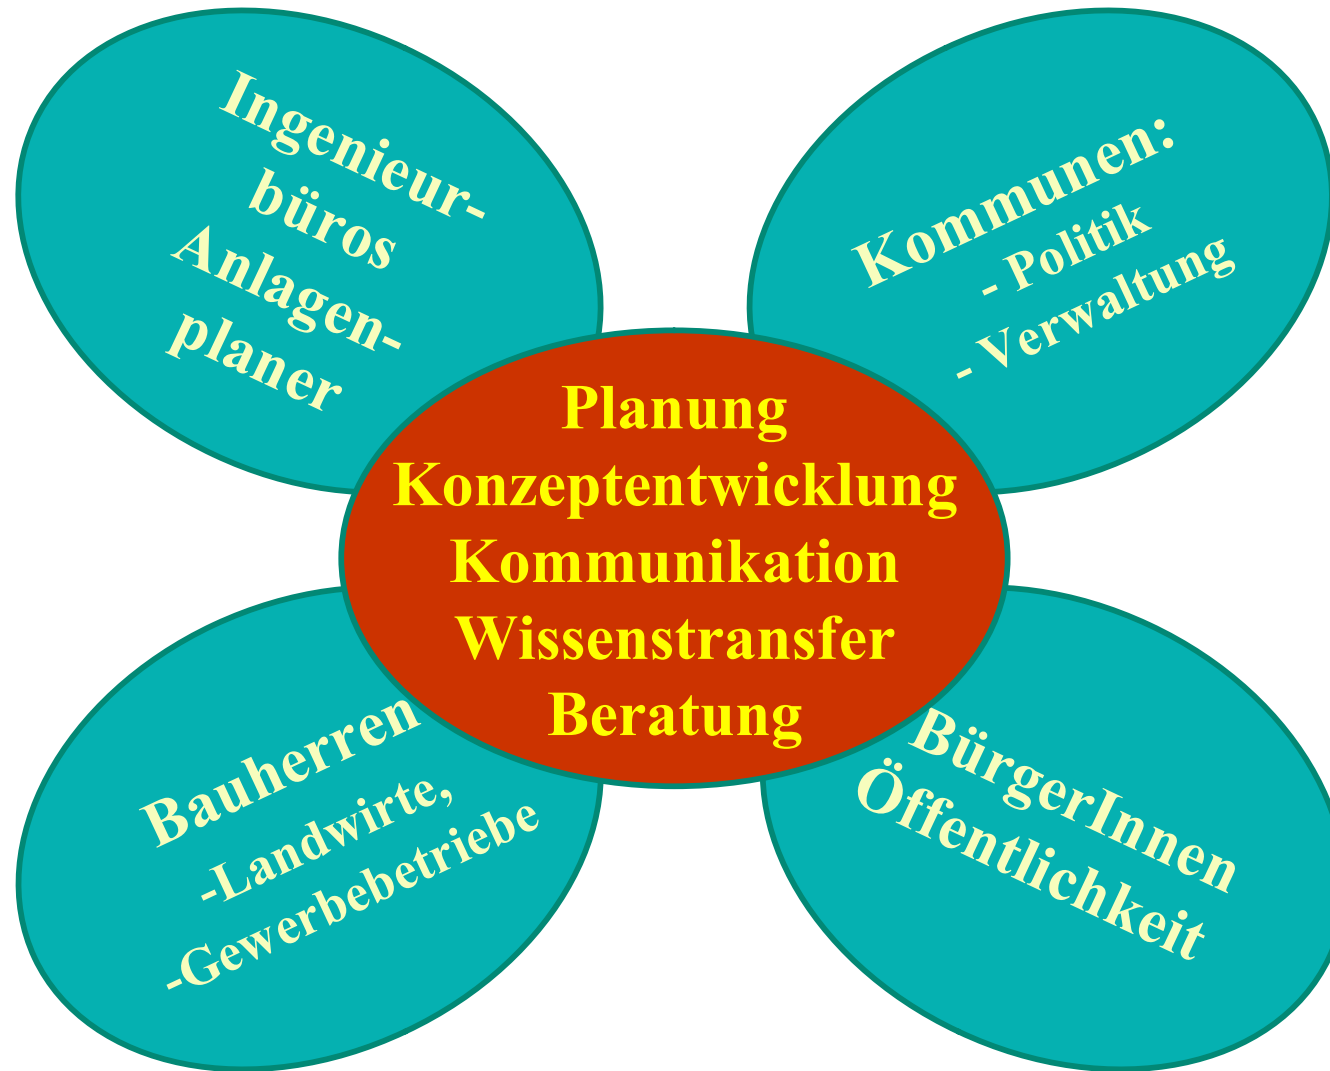 Ingenieur-
büros
Anlagen-
planer
Kommunen:
- Politik
- Verwaltung
Planung
Konzeptentwicklung
Kommunikation
Wissenstransfer
Beratung
Bauherren
-Landwirte,
-Gewerbebetriebe
BürgerInnen
Öffentlichkeit